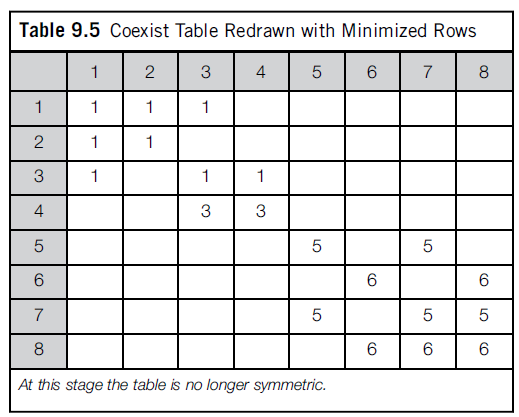 Table 9.5 Coexist Table Redrawn with Minimized Rows
1 2 3 4 5 6 7 8
1 1 1 1
2 1 1
3 1 1 1
4 3 3
5 5 5
6 6 6
7 5 5 5
8 6 6 6
At this stage the table is no longer symmetric.